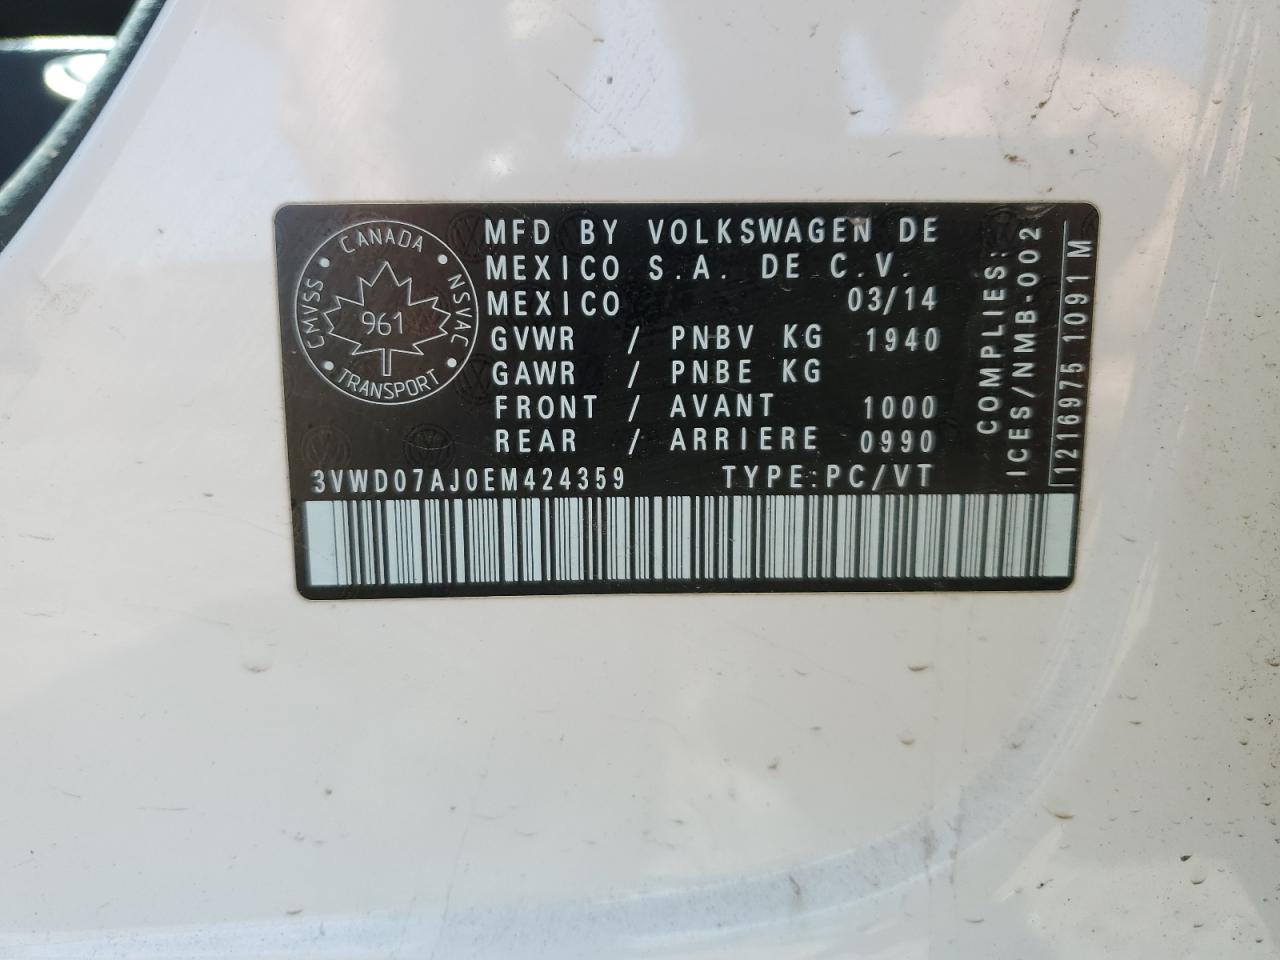 CANADA
CMVSS
NSVAC
961
TRANSPORT
MFD BY VOLKSWAGEN DE
MEXICO S.A. DE C.V.
MEXICO 03/14
GVWR / PNBV KG 1940
GAWR / PNBE KG
FRONT / AVANT 1000
REAR / ARRIERE 0990
3VWD07AJ0EM424359 TYPE:PC/VT
COMPLIES:
ICES/NMB-002
1216975 1091 M